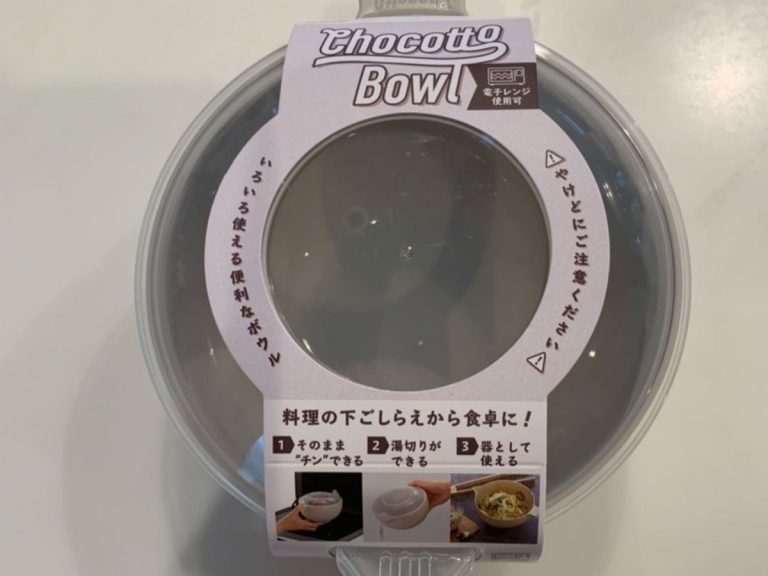 Chocotto
Bowl
電子レンジ
使用可
いろいろ使える便利なボウル
やけどにご注意ください
料理の下ごしらえから食卓に!
1 そのまま
"チン"できる
2 湯切りが
できる
3 器として
使える